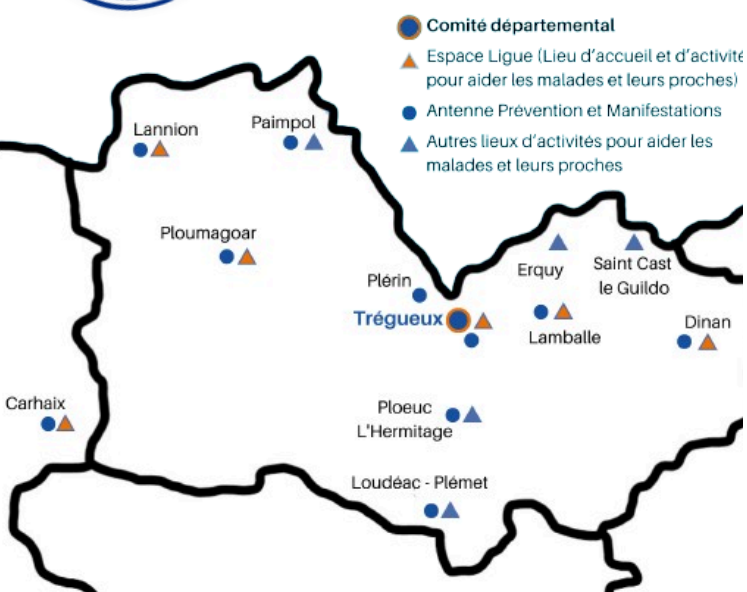 Comité départemental
Espace Ligue (Lieu d'accueil et d'activité
pour aider les malades et leurs proches)
Antenne Prévention et Manifestations
Autres lieux d'activités pour aider les
malades et leurs proches
Lannion
Paimpol
Ploumagoar
Plérin
Trégueux
Erquy
Saint Cast
le Guildo
Lamballe
Dinan
Carhaix
Ploeuc
L'Hermitage
Loudéac - Plémet